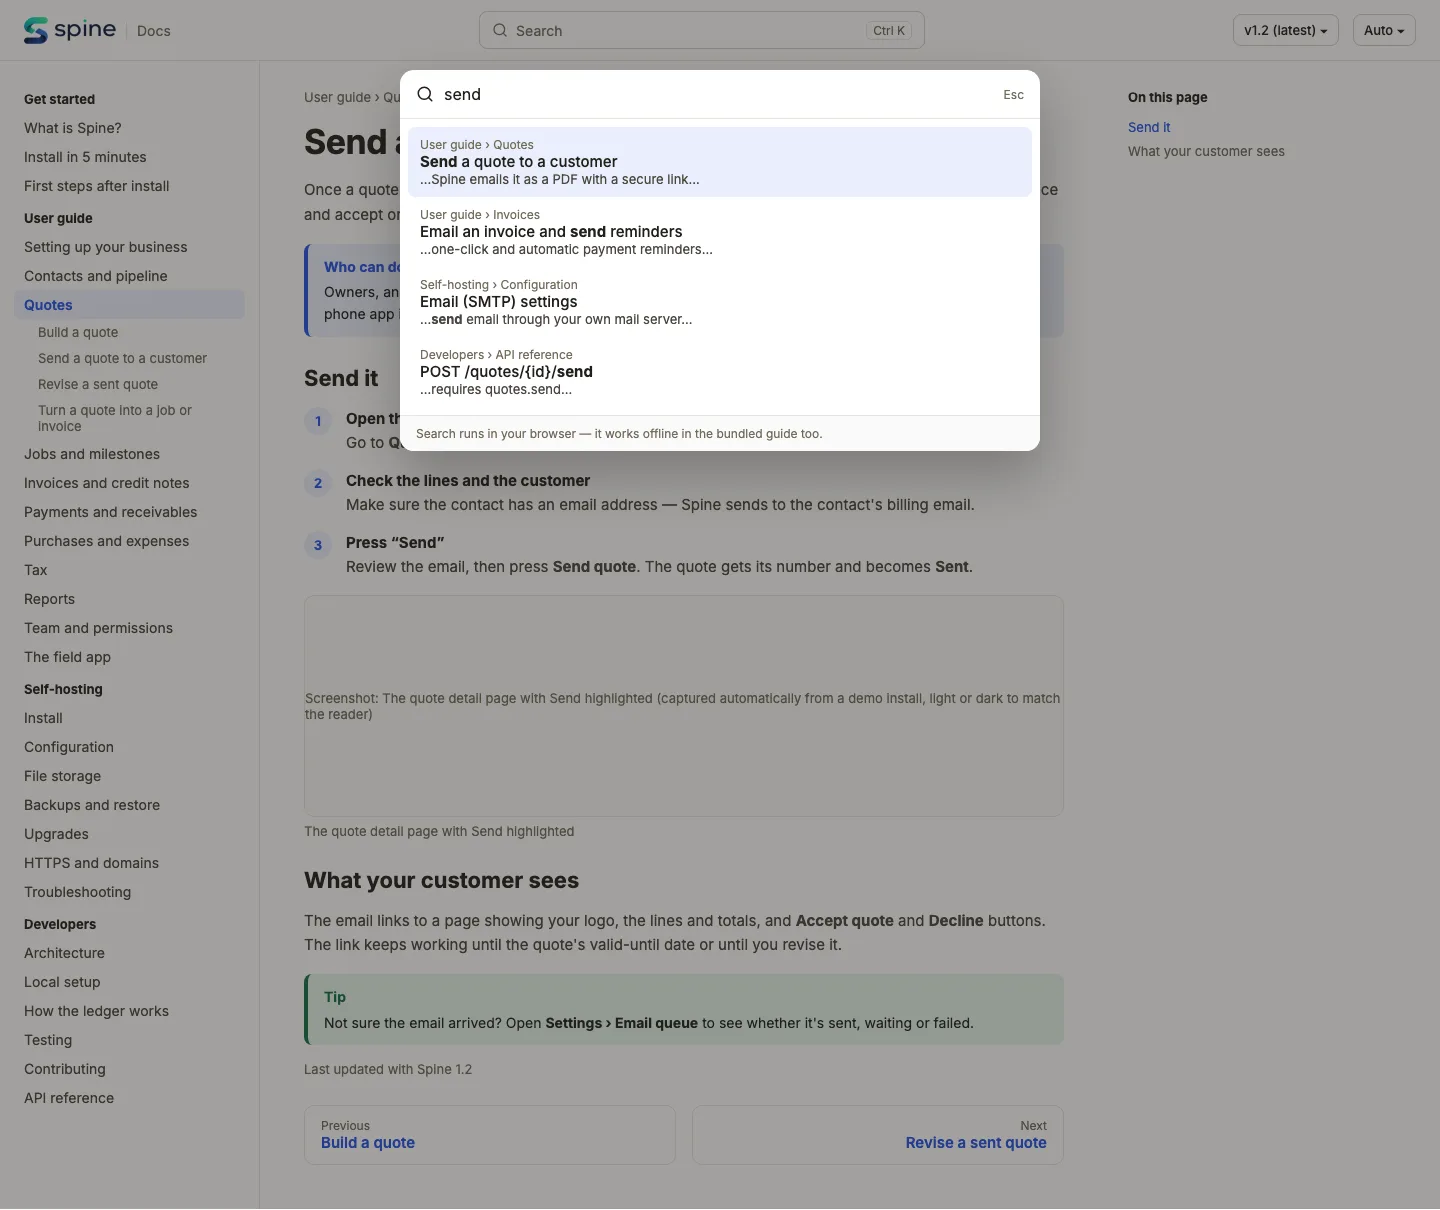 spine
Docs
Search
Ctrl K
v1.2 (latest)
Auto
send
Esc
User guide › Quotes
Send a quote to a customer
...Spine emails it as a PDF with a secure link...
User guide › Invoices
Email an invoice and send reminders
...one-click and automatic payment reminders...
Self-hosting › Configuration
Email (SMTP) settings
...send email through your own mail server...
Developers › API reference
POST /quotes/{id}/send
...requires quotes.send...
Search runs in your browser — it works offline in the bundled guide too.
Get started
What is Spine?
Install in 5 minutes
First steps after install
User guide
Setting up your business
Contacts and pipeline
Quotes
Build a quote
Send a quote to a customer
Revise a sent quote
Turn a quote into a job or
invoice
Jobs and milestones
Invoices and credit notes
Payments and receivables
Purchases and expenses
Tax
Reports
Team and permissions
The field app
Self-hosting
Install
Configuration
File storage
Backups and restore
Upgrades
HTTPS and domains
Troubleshooting
Developers
Architecture
Local setup
How the ledger works
Testing
Contributing
API reference
User guide ›
Send
Once a quote
and accept
Who can
Owners,
phone app
Send it
1
Open
Go to
2
Check the lines and the customer
Make sure the contact has an email address — Spine sends to the contact's billing email.
3
Press “Send”
Review the email, then press Send quote. The quote gets its number and becomes Sent.
Screenshot: The quote detail page with Send highlighted (captured automatically from a demo install, light or dark to match
the reader)
The quote detail page with Send highlighted
What your customer sees
The email links to a page showing your logo, the lines and totals, and Accept quote and Decline buttons.
The link keeps working until the quote's valid-until date or until you revise it.
Tip
Not sure the email arrived? Open Settings › Email queue to see whether it's sent, waiting or failed.
Last updated with Spine 1.2
Previous
Build a quote
Next
Revise a sent quote
On this page
Send it
What your customer sees